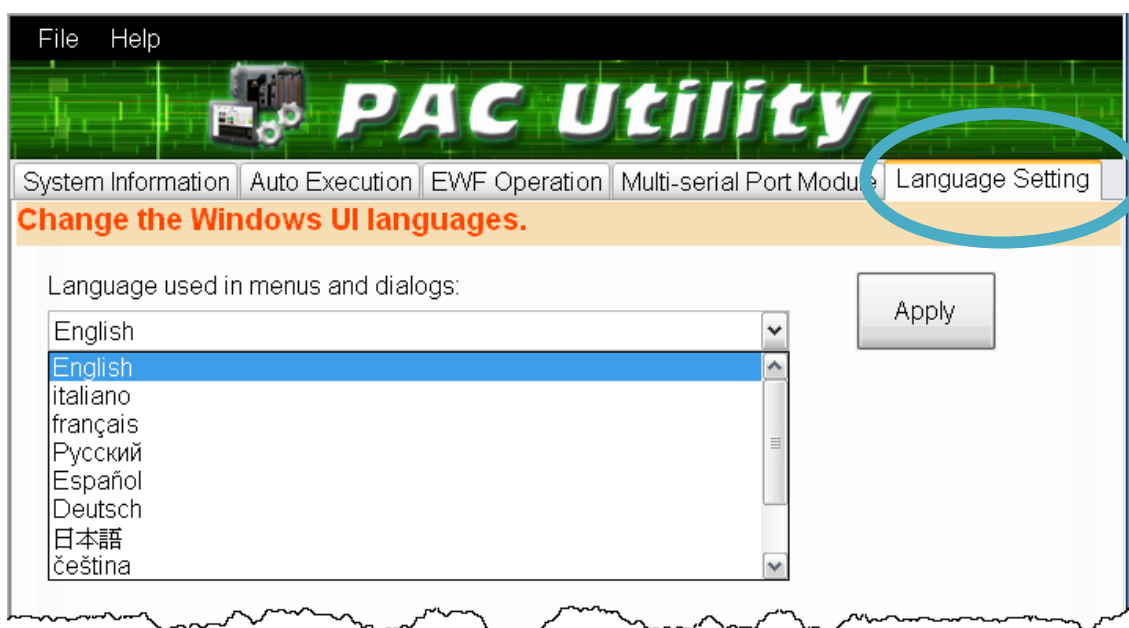 File Help
PAC Utility
System Information Auto Execution EWF Operation Multi-serial Port Module Language Setting
Change the Windows UI languages.
Language used in menus and dialogs:
Apply
English
English
italiano
français
Русский
Español
Deutsch
日本語
čeština